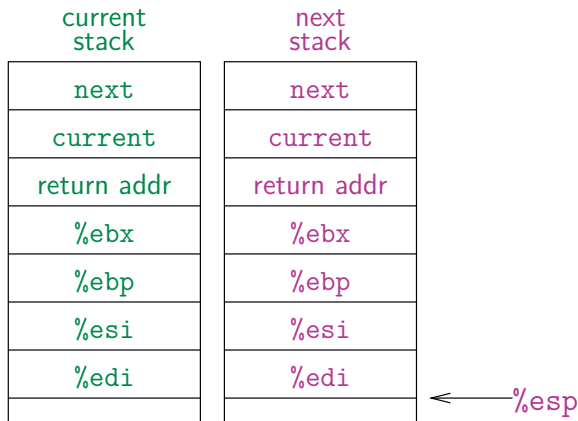 current
stack
next
stack
next
next
current
current
return addr
return addr
%ebx
%ebx
%ebp
%ebp
%esi
%esi
%edi
%edi
%esp